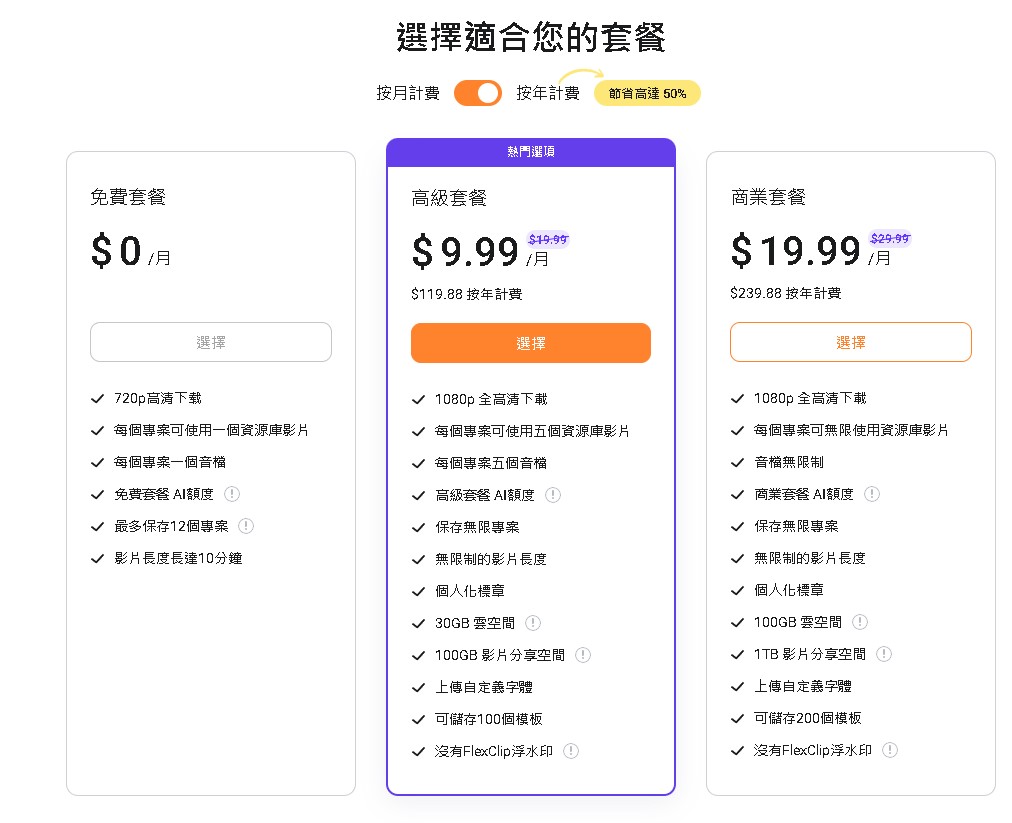 選擇適合您的套餐
按月計費 按年計費 節省高達 50%
免費套餐
$0 /月
選擇
720p高清下载
每個專案可使用一個資源庫影片
每個專案一個音檔
免費套餐 AI額度
最多保存12個專案
影片長度長達10分鐘
熱門選項
高級套餐
$9.99 /月 $19.99
$119.88 按年計費
選擇
1080p 全高清下載
每個專案可使用五個資源庫影片
每個專案五個音檔
高級套餐 AI額度
保存無限專案
無限制的影片長度
個人化標章
30GB 雲空間
100GB 影片分享空間
上傳自定義字體
可儲存100個模板
沒有FlexClip浮水印
商業套餐
$19.99 /月 $29.99
$239.88 按年計費
選擇
1080p 全高清下載
每個專案可無限使用資源庫影片
音檔無限制
商業套餐 AI額度
保存無限專案
無限制的影片長度
個人化標章
100GB 雲空間
1TB 影片分享空間
上傳自定義字體
可儲存200個模板
沒有FlexClip浮水印